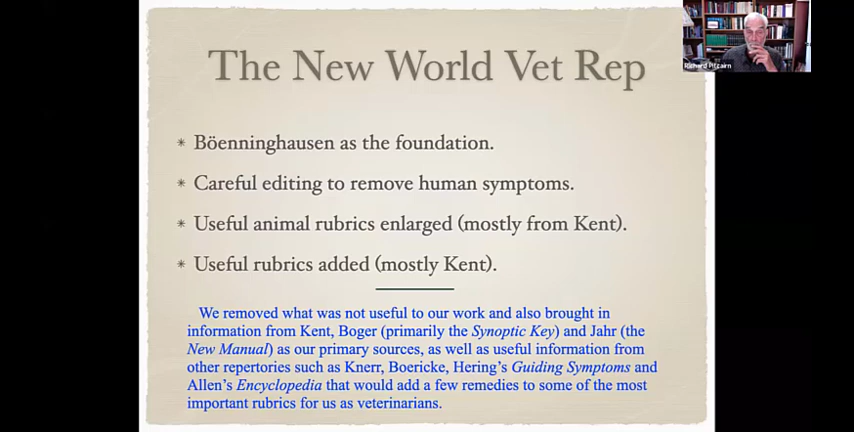 The New World Vet Rep
Richard Pitcairn
* Böenninghausen as the foundation.
* Careful editing to remove human symptoms.
* Useful animal rubrics enlarged (mostly from Kent).
* Useful rubrics added (mostly Kent).
We removed what was not useful to our work and also brought in
information from Kent, Boger (primarily the Synoptic Key) and Jahr (the
New Manual) as our primary sources, as well as useful information from
other repertories such as Knerr, Boericke, Hering's Guiding Symptoms and
Allen's Encyclopedia that would add a few remedies to some of the most
important rubrics for us as veterinarians.